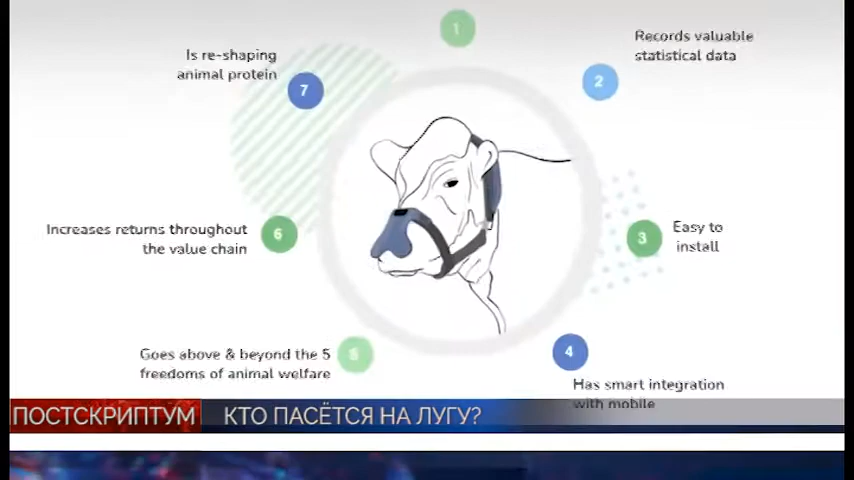 1
Records valuable
statistical data
2
Is re-shaping
animal protein
7
Increases returns throughout
the value chain
6
3
Easy to
install
Goes above & beyond the 5
freedoms of animal welfare
5
4
Has smart integration
with mobile
ПОСТСКРИПТУМ
КТО ПАСЁТСЯ НА ЛУГУ?